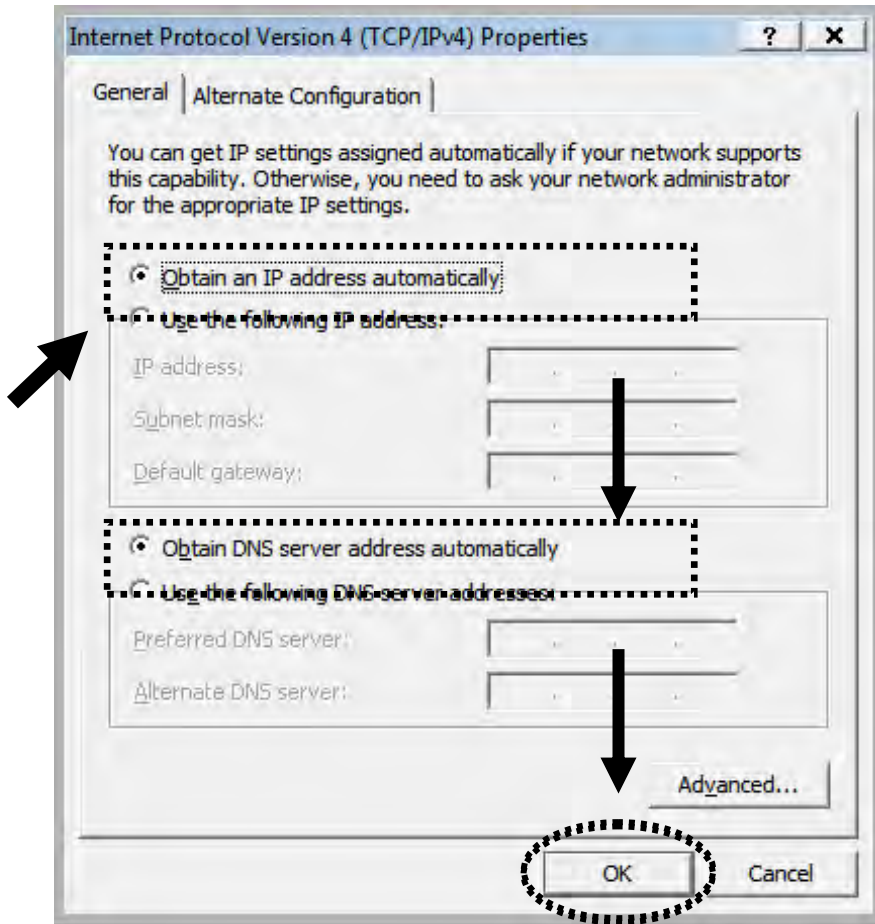 Internet Protocol Version 4 (TCP/IPv4) Properties
General
Alternate Configuration
You can get IP settings assigned automatically if your network supports
this capability. Otherwise, you need to ask your network administrator
for the appropriate IP settings.
Obtain an IP address automatically
Use the following IP address:
IP address:
Subnet mask:
Default gateway:
Obtain DNS server address automatically
Use the following DNS server addresses:
Preferred DNS server:
Alternate DNS server:
Advanced...
OK
Cancel